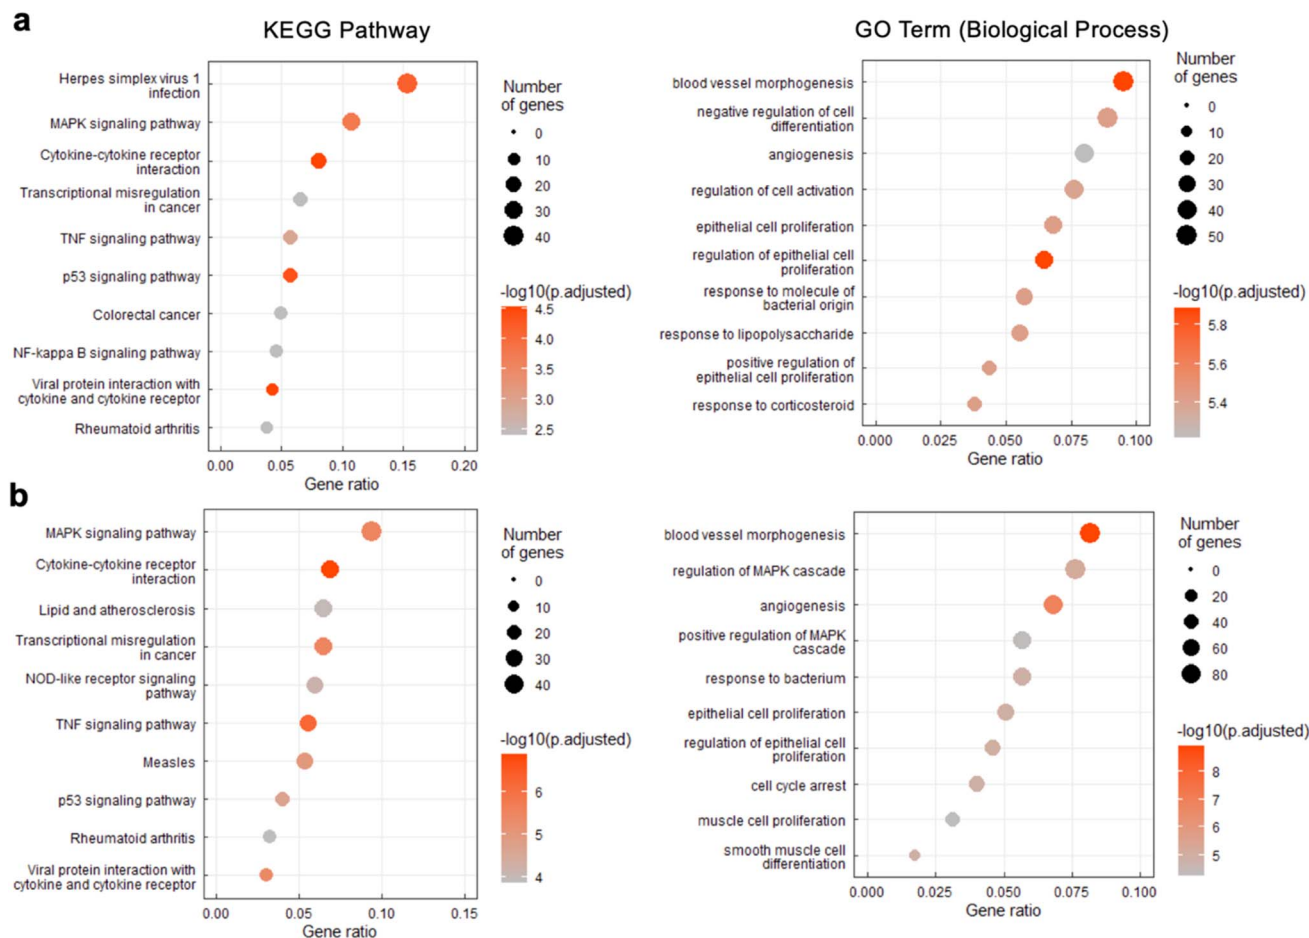 a
KEGG Pathway
GO Term (Biological Process)
Herpes simplex virus 1
infection
MAPK signaling pathway
Cytokine-cytokine receptor
interaction
Transcriptional misregulation
in cancer
TNF signaling pathway
p53 signaling pathway
Colorectal cancer
NF-kappa B signaling pathway
Viral protein interaction with
cytokine and cytokine receptor
Rheumatoid arthritis
0.00 0.05 0.10 0.15 0.20
Gene ratio
Number
of genes
0
10
20
30
40
-log10(p.adjusted)
4.5
4.0
3.5
3.0
2.5
blood vessel morphogenesis
negative regulation of cell
differentiation
angiogenesis
regulation of cell activation
epithelial cell proliferation
regulation of epithelial cell
proliferation
response to molecule of
bacterial origin
response to lipopolysaccharide
positive regulation of
epithelial cell proliferation
response to corticosteroid
0.000 0.025 0.050 0.075 0.100
Gene ratio
Number
of genes
0
10
20
30
40
50
-log10(p.adjusted)
5.8
5.6
5.4
b
MAPK signaling pathway
Cytokine-cytokine receptor
interaction
Lipid and atherosclerosis
Transcriptional misregulation
in cancer
NOD-like receptor signaling
pathway
TNF signaling pathway
Measles
p53 signaling pathway
Rheumatoid arthritis
Viral protein interaction with
cytokine and cytokine receptor
0.00 0.05 0.10 0.15
Gene ratio
Number
of genes
0
10
20
30
40
-log10(p.adjusted)
6
5
4
blood vessel morphogenesis
regulation of MAPK cascade
angiogenesis
positive regulation of MAPK
cascade
response to bacterium
epithelial cell proliferation
regulation of epithelial cell
proliferation
cell cycle arrest
muscle cell proliferation
smooth muscle cell
differentiation
0.000 0.025 0.050 0.075 0.100
Gene ratio
Number
of genes
0
20
40
60
80
-log10(p.adjusted)
8
7
6
5